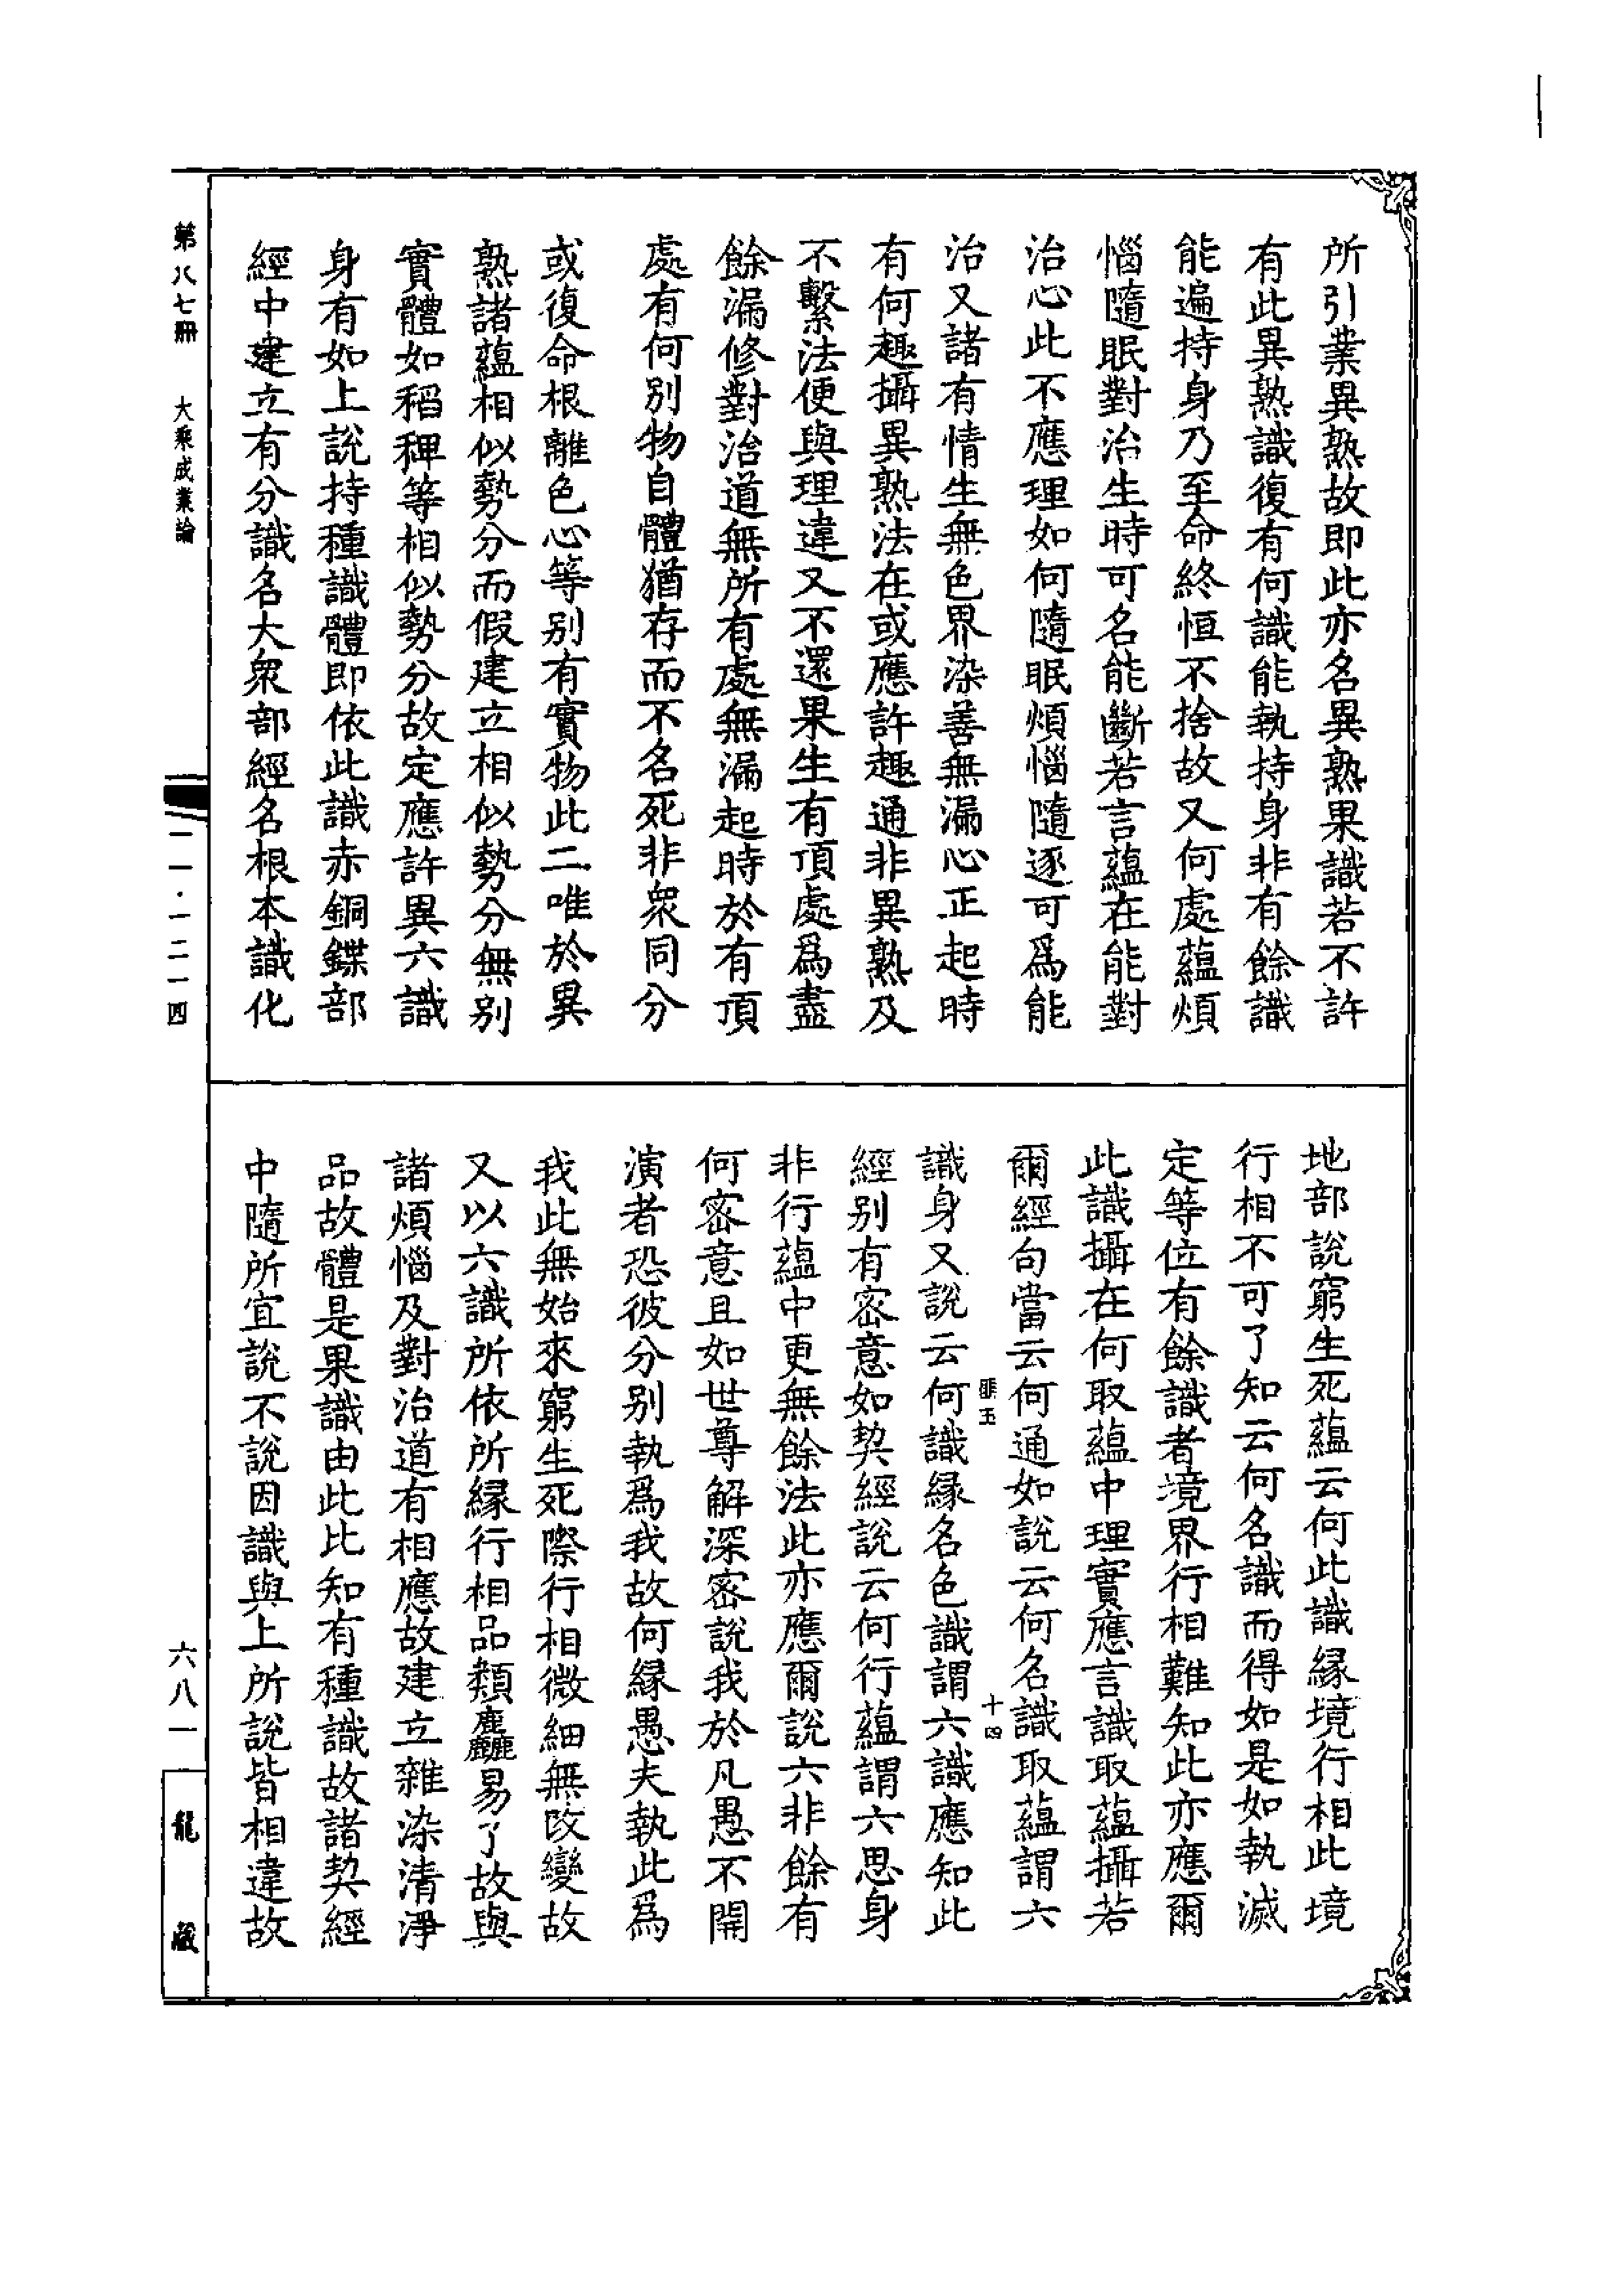 所引業異熟故即此亦名異熟果識若不許
有此異熟識復有何識能執持身非有餘識
能遍持身乃至命終恒不捨故又何處蘊煩
惱隨眠對治生時可名能斷若言蘊在能對
治心此不應理如何隨眠煩惱隨逐可爲能
治又諸有情生無色界染善無漏心正起時
有何趣攝異熟法在或應許趣通非異熟及
不繫法便與理違又不還果生有頂處爲盡
餘漏修對治道無所有處無漏起時於有頂
處有何別物自體猶存而不名死非衆同分
或復命根離色心等別有實物此二唯於異
熟諸蘊相似勢分而假建立相似勢分無別
實體如稻稗等相似勢分故定應許異六識
身有如上說持種識體即依此識赤銅鍱部
經中建立有分識名大衆部經名根本識化
地部說窮生死蘊云何此識緣境行相此境
行相不可了知云何名識而得如是如執滅
定等位有餘識者境界行相難知此亦應爾
此識攝在何取蘊中理實應言識取蘊攝若
爾經句當云何通如說云何名識取蘊謂六
十四
識身又說云何識緣名色識謂六識應知此
經別有密意如契經說云何行蘊謂六思身
非行蘊中更無餘法此亦應爾說六非餘有
何密意且如世尊解深密說我於凡愚不開
演者恐彼分別執爲我故何緣愚夫執此爲
我此無始來窮生死際行相微細無改變故
又以六識所依所緣行相品類麤易了故與
諸煩惱及對治道有相應故建立雜染清淨
品故體是果識由此比知有種識故諸契經
中隨所宜說不說因識與上所說皆相違故
第八七冊 大乘成業論
一一·一二一四
六八一
龍藏